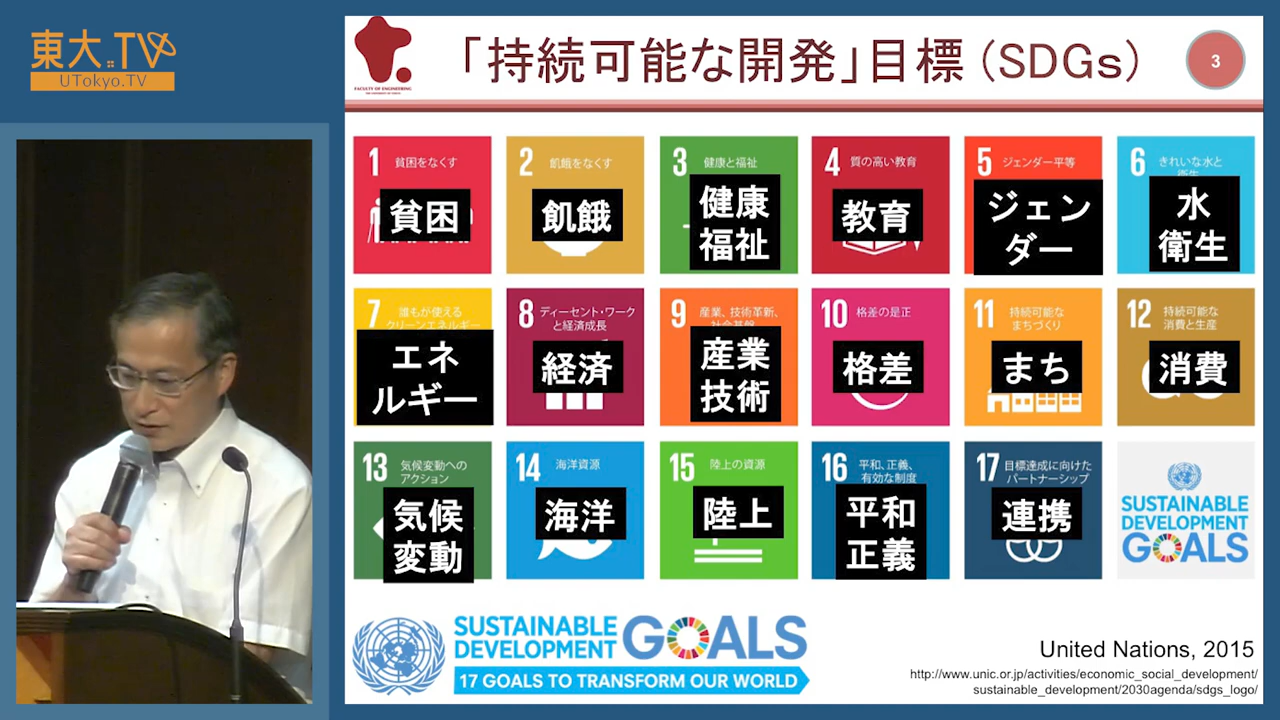 東大.TV
UTokyo.TV
FACULTY OF ENGINEERING
「持続可能な開発」目標（SDGs）
3
1 貧困をなくす
貧困
2 飢餓をなくす
飢餓
3 健康と福祉
健康
福祉
4 質の高い教育
教育
5 ジェンダー平等
ジェン
ダー
6 きれいな水と
衛生
水
衛生
7 誰もが使える
クリーンエネルギー
エネ
ルギー
8 ディーセント・ワーク
と経済成長
経済
9 産業、技術革新、
社会基盤
産業
技術
10 格差の是正
格差
11 持続可能な
まちづくり
まち
12 持続可能な
消費と生産
消費
13 気候変動への
アクション
気候
変動
14 海洋資源
海洋
15 陸上の資源
陸上
16 平和、正義、
有効な制度
平和
正義
17 目標達成に向けた
パートナーシップ
連携
SUSTAINABLE
DEVELOPMENT
GOALS
SUSTAINABLE
DEVELOPMENT
GOALS
17 GOALS TO TRANSFORM OUR WORLD
United Nations, 2015
http://www.unic.or.jp/activities/economic_social_development/
sustainable_development/2030agenda/sdgs_logo/